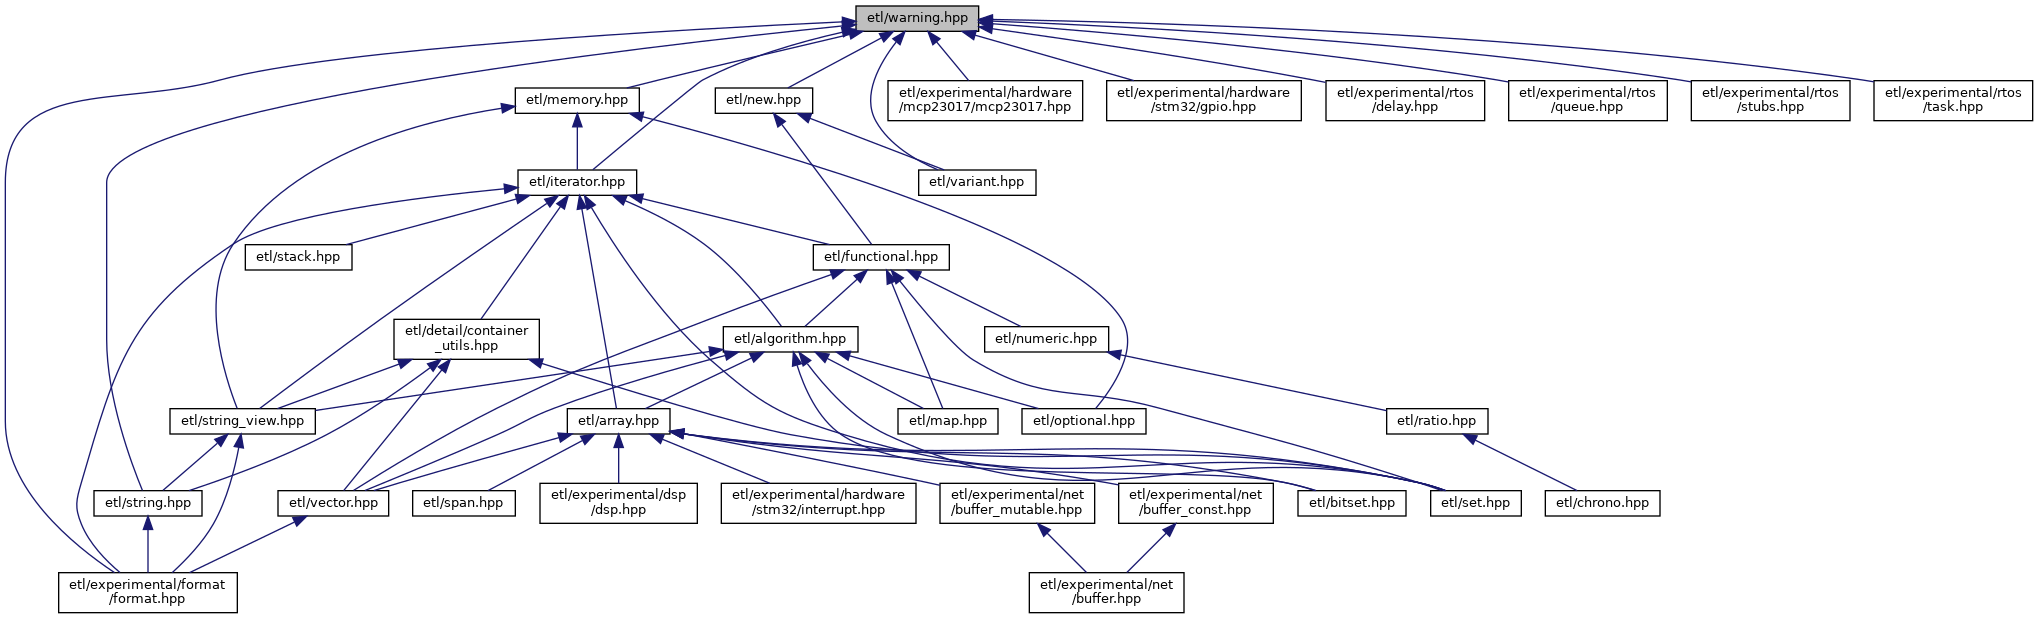 etl/warning.hpp
etl/memory.hpp
etl/new.hpp
etl/experimental/hardware
/mcp23017/mcp23017.hpp
etl/experimental/hardware
/stm32/gpio.hpp
etl/experimental/rtos
/delay.hpp
etl/experimental/rtos
/queue.hpp
etl/experimental/rtos
/stubs.hpp
etl/experimental/rtos
/task.hpp
etl/iterator.hpp
etl/variant.hpp
etl/stack.hpp
etl/functional.hpp
etl/detail/container
_utils.hpp
etl/algorithm.hpp
etl/numeric.hpp
etl/string_view.hpp
etl/array.hpp
etl/map.hpp
etl/optional.hpp
etl/ratio.hpp
etl/string.hpp
etl/vector.hpp
etl/span.hpp
etl/experimental/dsp
/dsp.hpp
etl/experimental/hardware
/stm32/interrupt.hpp
etl/experimental/net
/buffer_mutable.hpp
etl/experimental/net
/buffer_const.hpp
etl/bitset.hpp
etl/set.hpp
etl/chrono.hpp
etl/experimental/format
/format.hpp
etl/experimental/net
/buffer.hpp